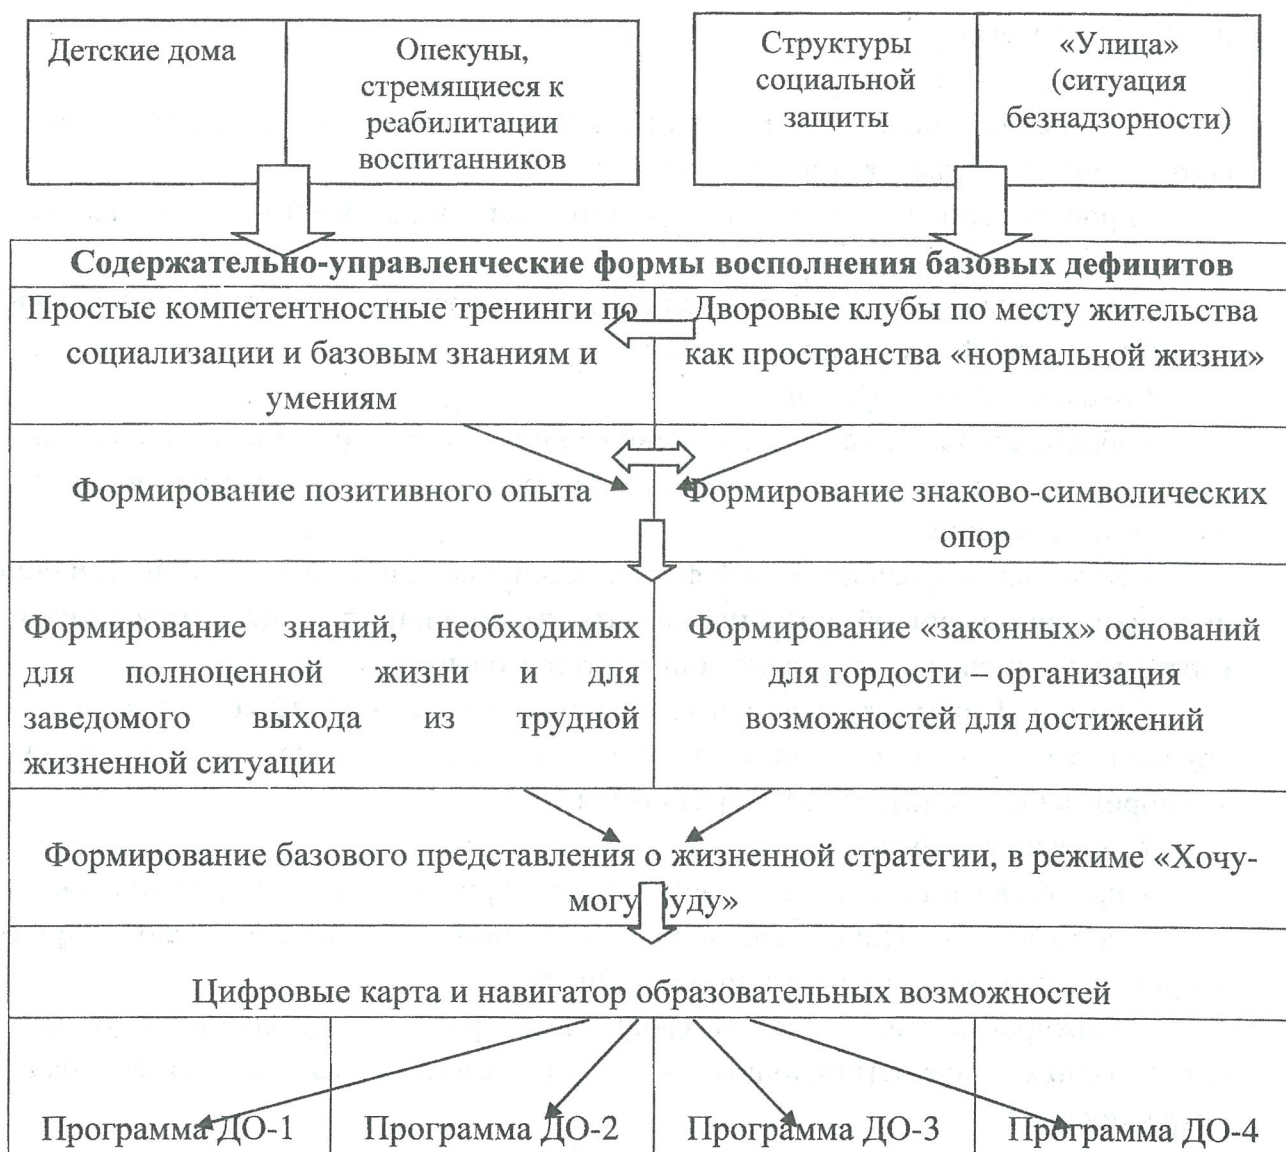 Детские дома
Опекуны,
стремящиеся к
реабилитации
воспитанников
Структуры
социальной
защиты
«Улица»
(ситуация
безнадзорности)
Содержательно-управленческие формы восполнения базовых дефицитов
Простые компетентностные тренинги по
социализации и базовым знаниям и
умениям
Дворовые клубы по месту жительства
как пространства «нормальной жизни»
Формирование позитивного опыта
Формирование знаково-символических
опор
Формирование знаний, необходимых
для полноценной жизни и для
заведомого выхода из трудной
жизненной ситуации
Формирование «законных» оснований
для гордости – организация
возможностей для достижений
Формирование базового представления о жизненной стратегии, в режиме «Хочу-
могу буду»
Цифровые карта и навигатор образовательных возможностей
Программа ДО-1
Программа ДО-2
Программа ДО-3
Программа ДО-4